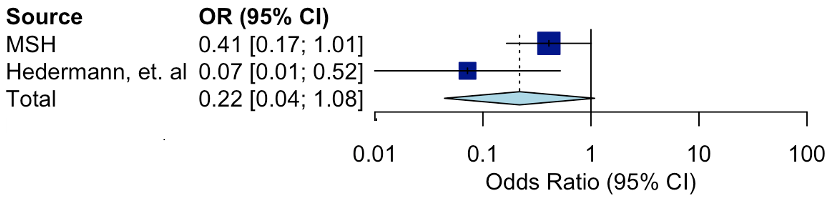 Source OR (95% CI)
MSH 0.41 [0.17; 1.01]
Hedermann, et. al 0.07 [0.01; 0.52]
Total 0.22 [0.04; 1.08]
0.01 0.1 1 10 100
Odds Ratio (95% CI)